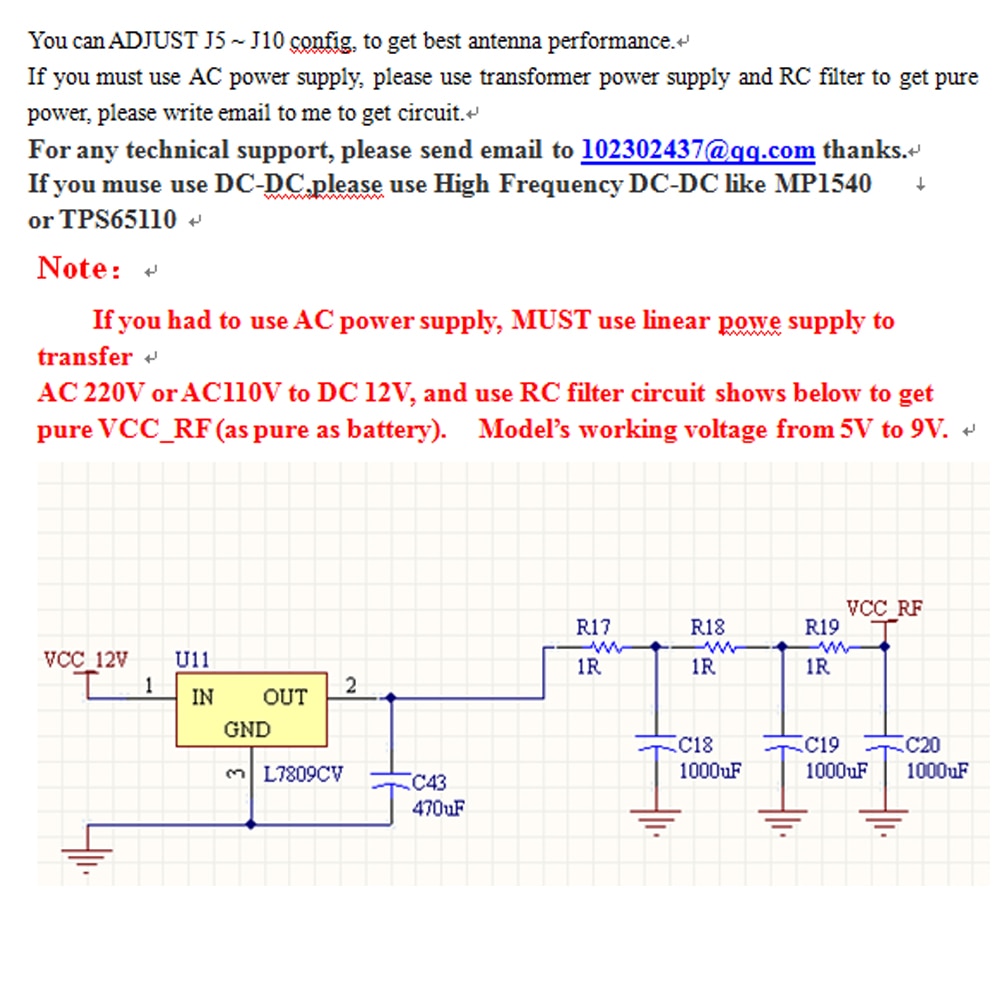 You can ADJUST J5 ~ J10 config, to get best antenna performance.↵
If you must use AC power supply, please use transformer power supply and RC filter to get pure
power, please write email to me to get circuit.↵
For any technical support, please send email to 102302437@qq.com thanks.↵
If you muse use DC-DC,please use High Frequency DC-DC like MP1540 ↓
or TPS65110 ↵
Note: ↵
If you had to use AC power supply, MUST use linear powe supply to
transfer ↵
AC 220V or AC110V to DC 12V, and use RC filter circuit shows below to get
pure VCC_RF (as pure as battery). Model's working voltage from 5V to 9V. ↵
VCC_RF
R17 R18 R19
VCC_12V U11
1R 1R 1R
1 IN OUT 2
GND
C18 C19 C20
3 L7809CV
1000uF 1000uF 1000uF
C43
470uF